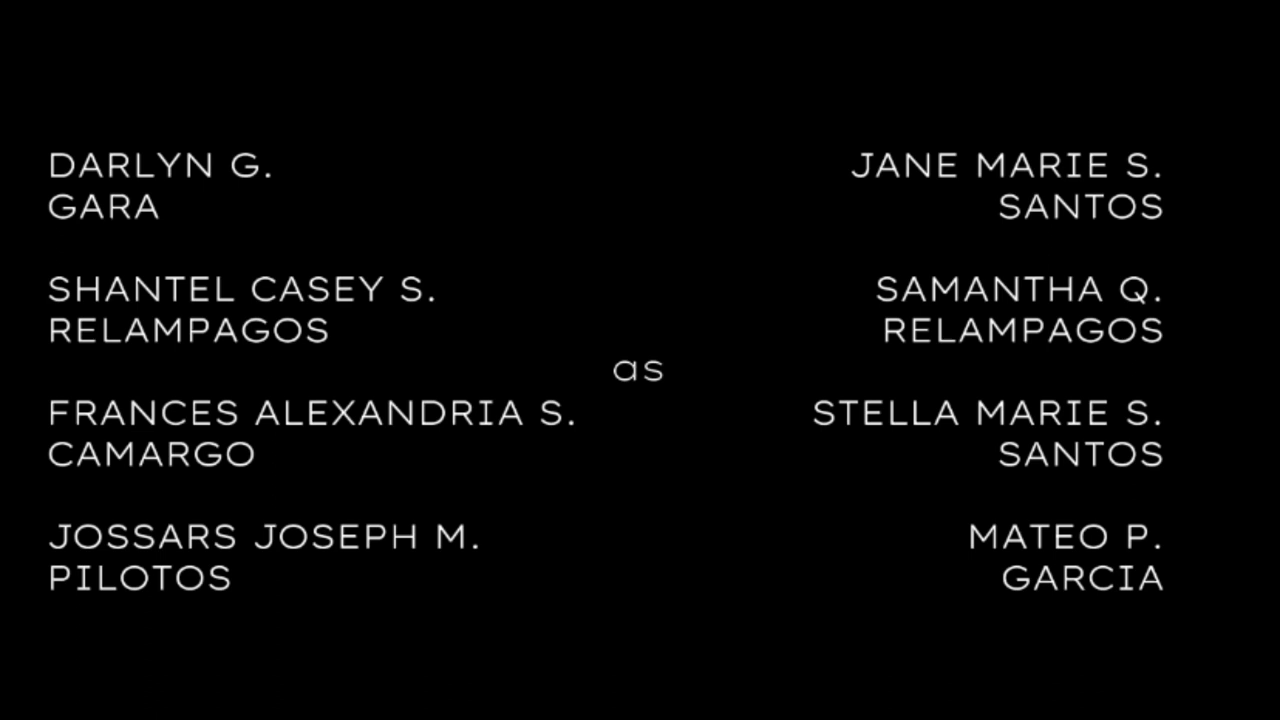 DARLYN G.
GARA
SHANTEL CASEY S.
RELAMPAGOS
FRANCES ALEXANDRIA S.
CAMARGO
JOSSARS JOSEPH M.
PILOTOS
as
JANE MARIE S.
SANTOS
SAMANTHA Q.
RELAMPAGOS
STELLA MARIE S.
SANTOS
MATEO P.
GARCIA